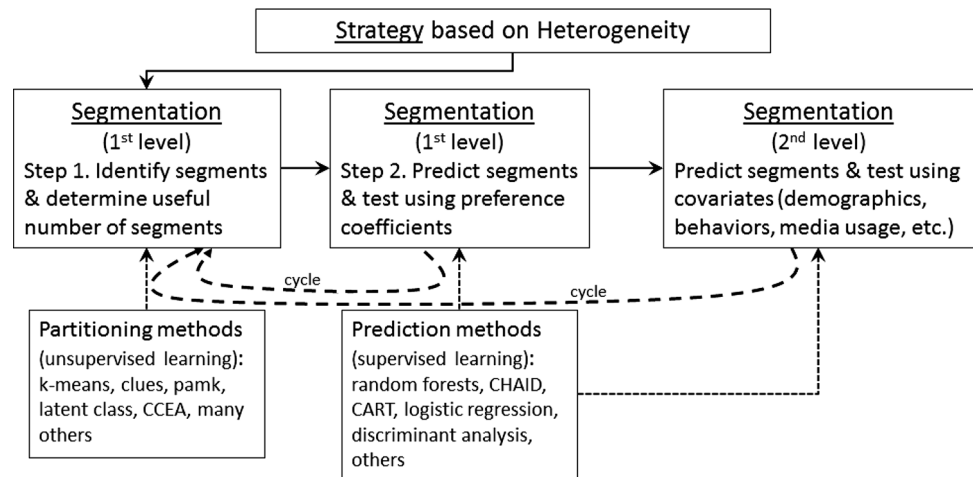 Strategy based on Heterogeneity
Segmentation
(1st level)
Step 1. Identify segments
& determine useful
number of segments
Segmentation
(1st level)
Step 2. Predict segments
& test using preference
coefficients
Segmentation
(2nd level)
Predict segments & test using
covariates (demographics,
behaviors, media usage, etc.)
cycle
cycle
Partitioning methods
(unsupervised learning):
k-means, clues, pamk,
latent class, CCEA, many
others
Prediction methods
(supervised learning):
random forests, CHAID,
CART, logistic regression,
discriminant analysis,
others